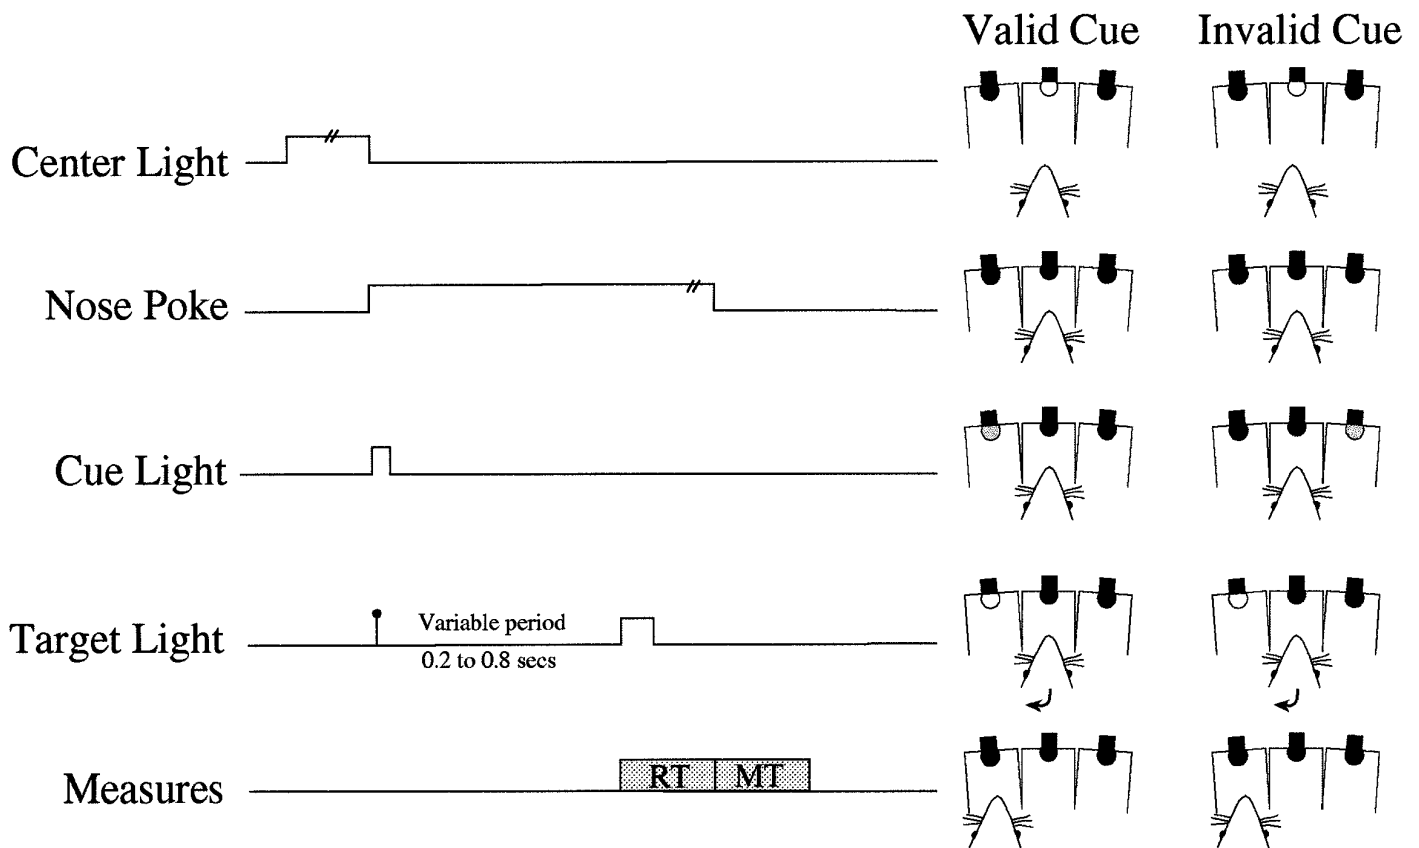 Valid Cue Invalid Cue
Center Light
Nose Poke
Cue Light
Target Light
Variable period
0.2 to 0.8 secs
Measures
RT MT